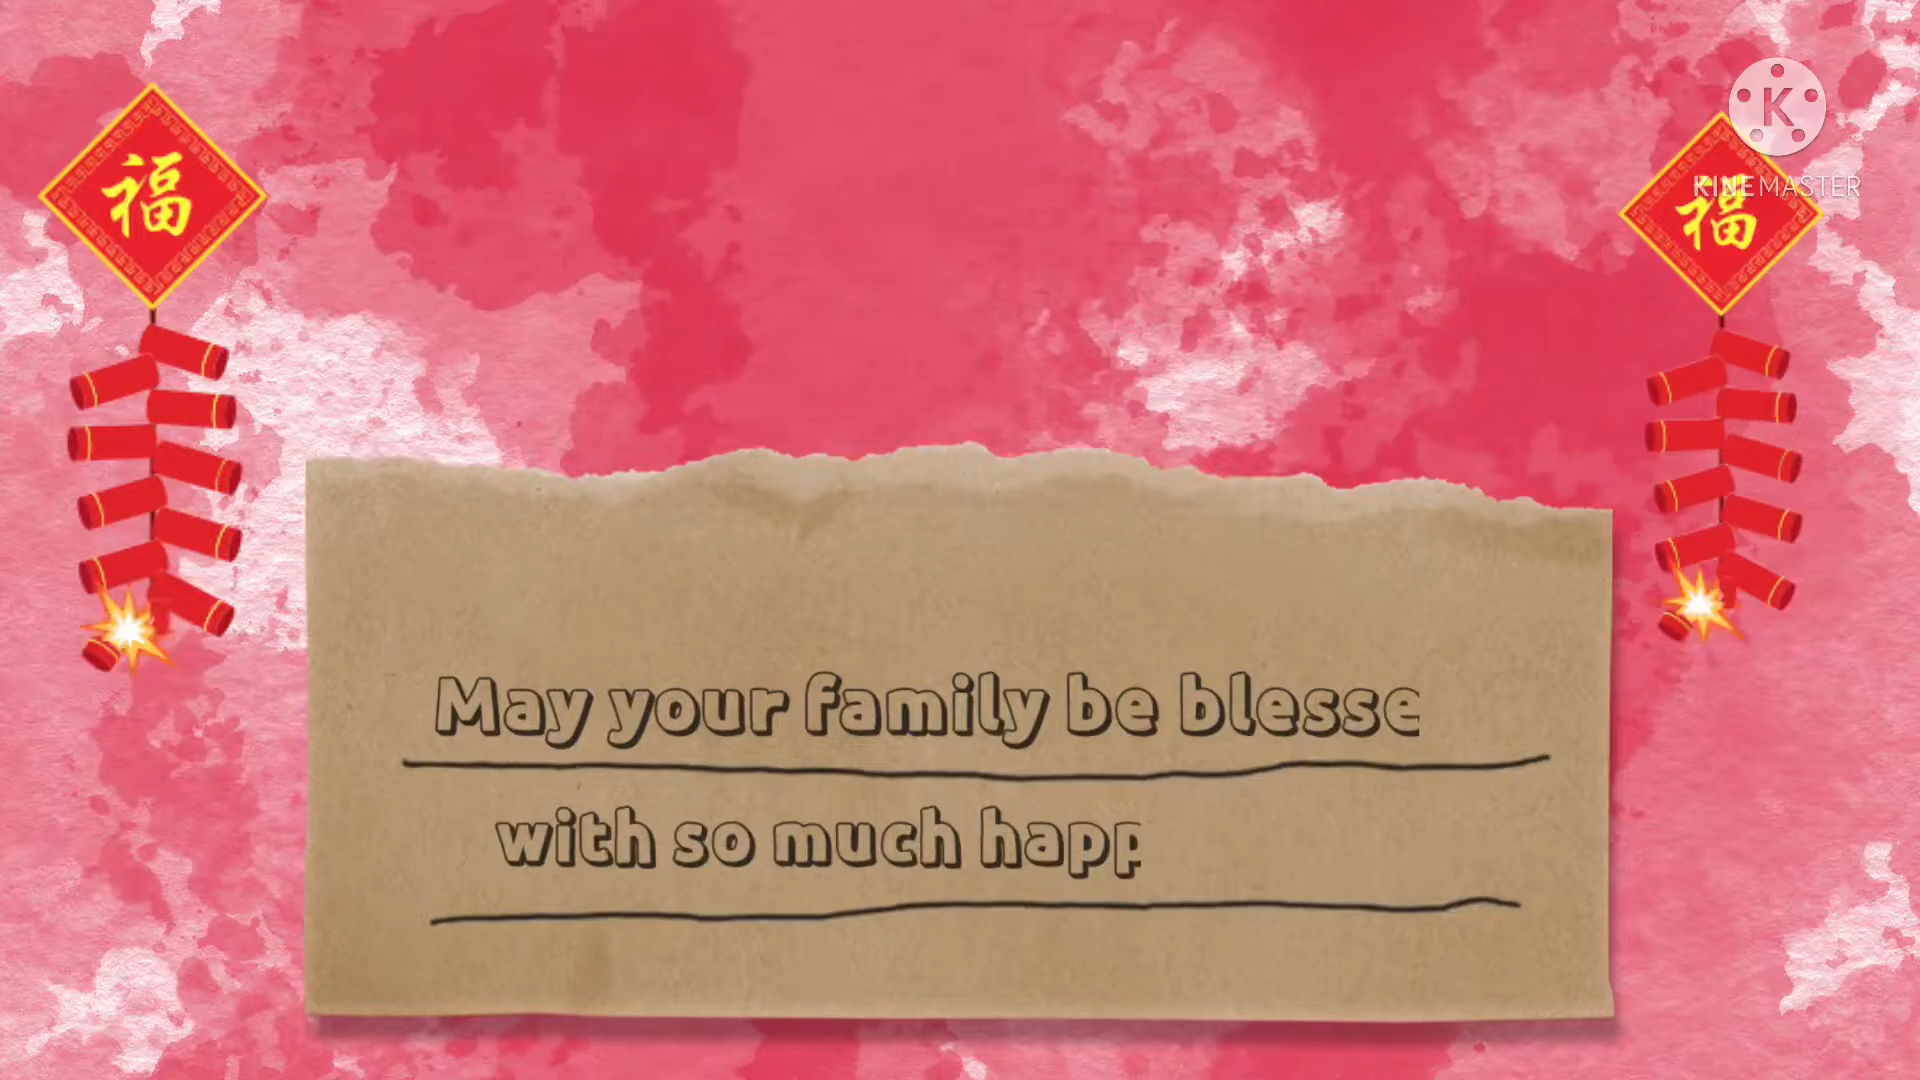 福
K
KINEMASTER
福
May your family be blesse
with so much happ